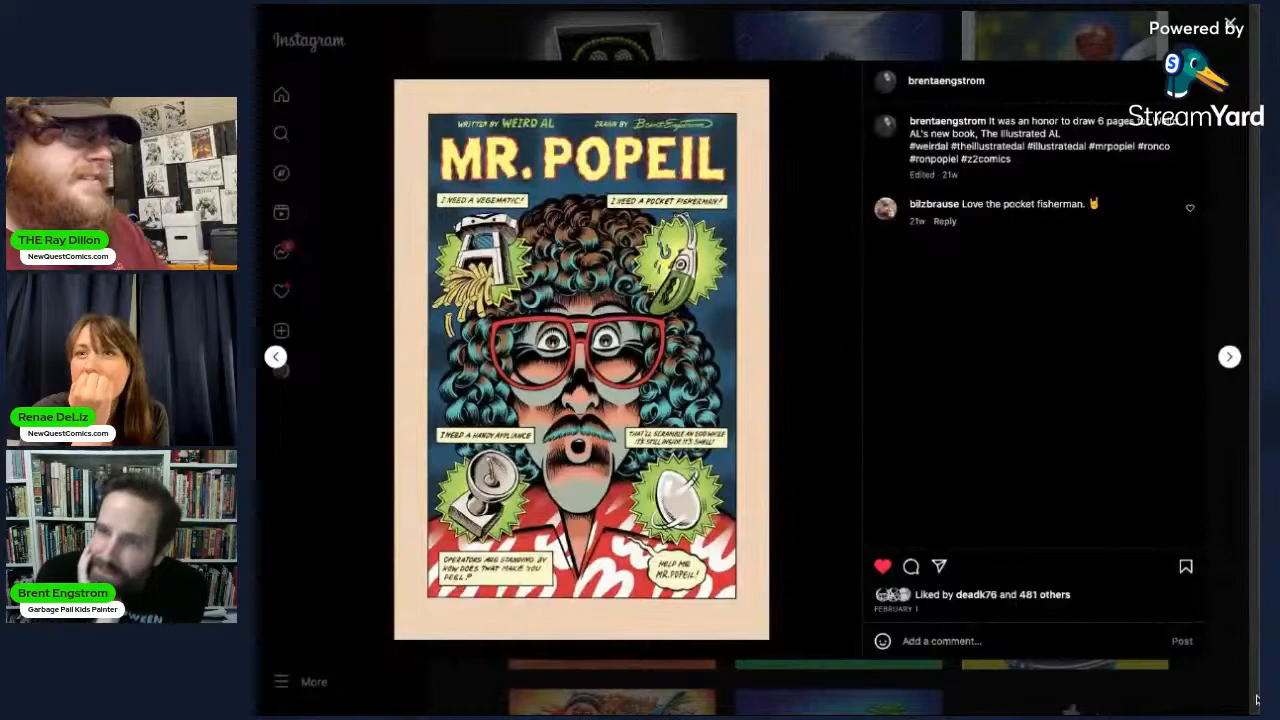 Instagram
Powered by
StreamYard
THE Ray Dillon
NewQuestComics.com
Renae DeLiz
NewQuestComics.com
Brent Engstrom
Garbage Pail Kids Painter
WRITTEN BY WEIRD AL
DRAWN BY Brent Engstrom
MR. POPEIL
I NEED A VEGEMATIC!
I NEED A POCKET FISHERMAN!
I NEED A HANDY APPLIANCE
THAT'LL SCRAMBLE AN EGG WHILE
IT'S STILL INSIDE IT'S SHELL!
OPERATORS ARE STANDING BY
HOW DOES THAT MAKE YOU
FEEL?
HELP ME
MR. POPEIL!
brentaengstrom
brentaengstrom It was an honor to draw 6 pages
AL's new book, The Illustrated AL
#weirdal #theillustratedal #illustratedal #mrpopiel #ronco
#ronpopiel #z2comics
Edited · 21w
bilzbrause Love the pocket fisherman. 🤘
21w Reply
Liked by deadk76 and 481 others
FEBRUARY 1
Add a comment...
Post
More